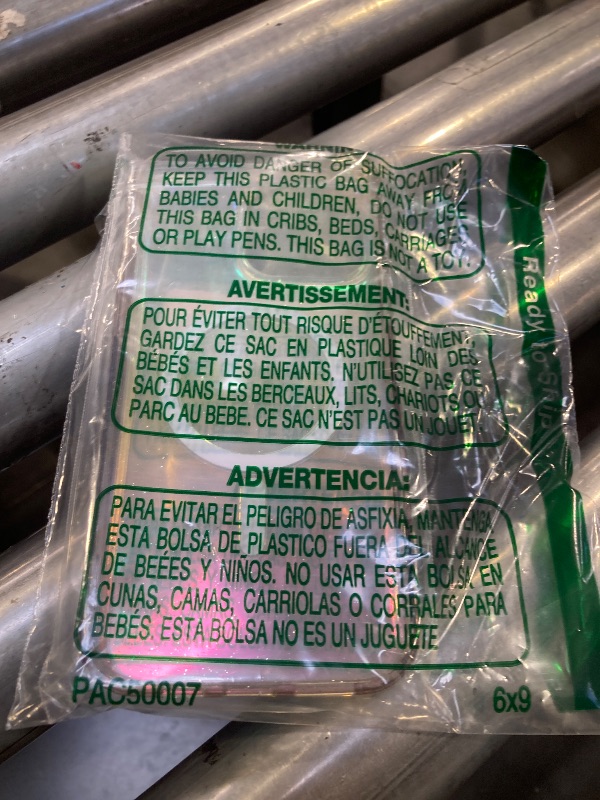 WARNING
TO AVOID DANGER OF SUFFOCATION,
KEEP THIS PLASTIC BAG AWAY FROM
BABIES AND CHILDREN, DO NOT USE
THIS BAG IN CRIBS, BEDS, CARRIAGES
OR PLAY PENS. THIS BAG IS NOT A TOY.
AVERTISSEMENT:
POUR ÉVITER TOUT RISQUE D'ÉTOUFFEMENT,
GARDEZ CE SAC EN PLASTIQUE LOIN DES
BÉBÉS ET LES ENFANTS, N'UTILISEZ PAS CE
SAC DANS LES BERCEAUX, LITS, CHARIOTS OU
PARC AU BEBE. CE SAC N'ÉST PAS UN JOUET.
ADVERTENCIA:
PARA EVITAR EL PELIGRO DE ASFIXIA, MANTENGA
ESTA BOLSA DE PLASTICO FUERA DEL ALCANCE
DE BEÉES Y NIÑOS. NO USAR ESTA BOLSA EN
CUNAS, CAMAS, CARRIOLAS O CORRALES PARA
BEBÉS. ESTA BOLSA NO ES UN JUGUETE
PAC50007
6x9
Ready to Ship